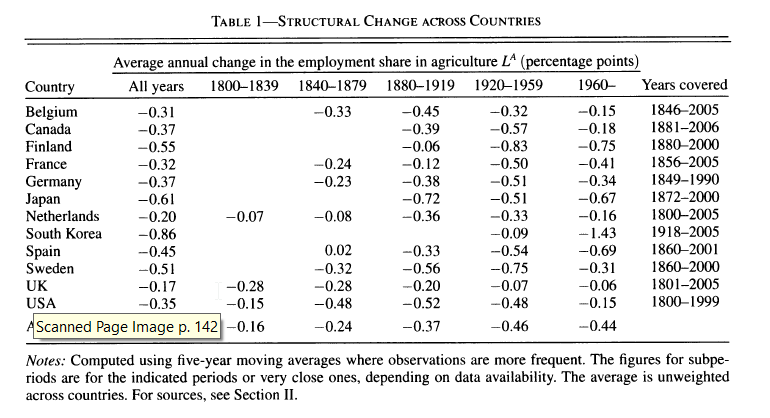 TABLE 1—STRUCTURAL CHANGE ACROSS COUNTRIES
Average annual change in the employment share in agriculture Lᴬ (percentage points)
Country All years 1800–1839 1840–1879 1880–1919 1920–1959 1960– Years covered
Belgium −0.31 −0.33 −0.45 −0.32 −0.15 1846–2005
Canada −0.37 −0.39 −0.57 −0.18 1881–2006
Finland −0.55 −0.06 −0.83 −0.75 1880–2000
France −0.32 −0.24 −0.12 −0.50 −0.41 1856–2005
Germany −0.37 −0.23 −0.38 −0.51 −0.34 1849–1990
Japan −0.61 −0.72 −0.51 −0.67 1872–2000
Netherlands −0.20 −0.07 −0.08 −0.36 −0.33 −0.16 1800–2005
South Korea −0.86 −0.09 −1.43 1918–2005
Spain −0.45 0.02 −0.33 −0.54 −0.69 1860–2001
Sweden −0.51 −0.32 −0.56 −0.75 −0.31 1860–2000
UK −0.17 −0.28 −0.28 −0.20 −0.07 −0.06 1801–2005
USA −0.35 −0.15 −0.48 −0.52 −0.48 −0.15 1800–1999
Scanned Page Image p. 142 −0.16 −0.24 −0.37 −0.46 −0.44
Notes: Computed using five-year moving averages where observations are more frequent. The figures for subpe-
riods are for the indicated periods or very close ones, depending on data availability. The average is unweighted
across countries. For sources, see Section II.